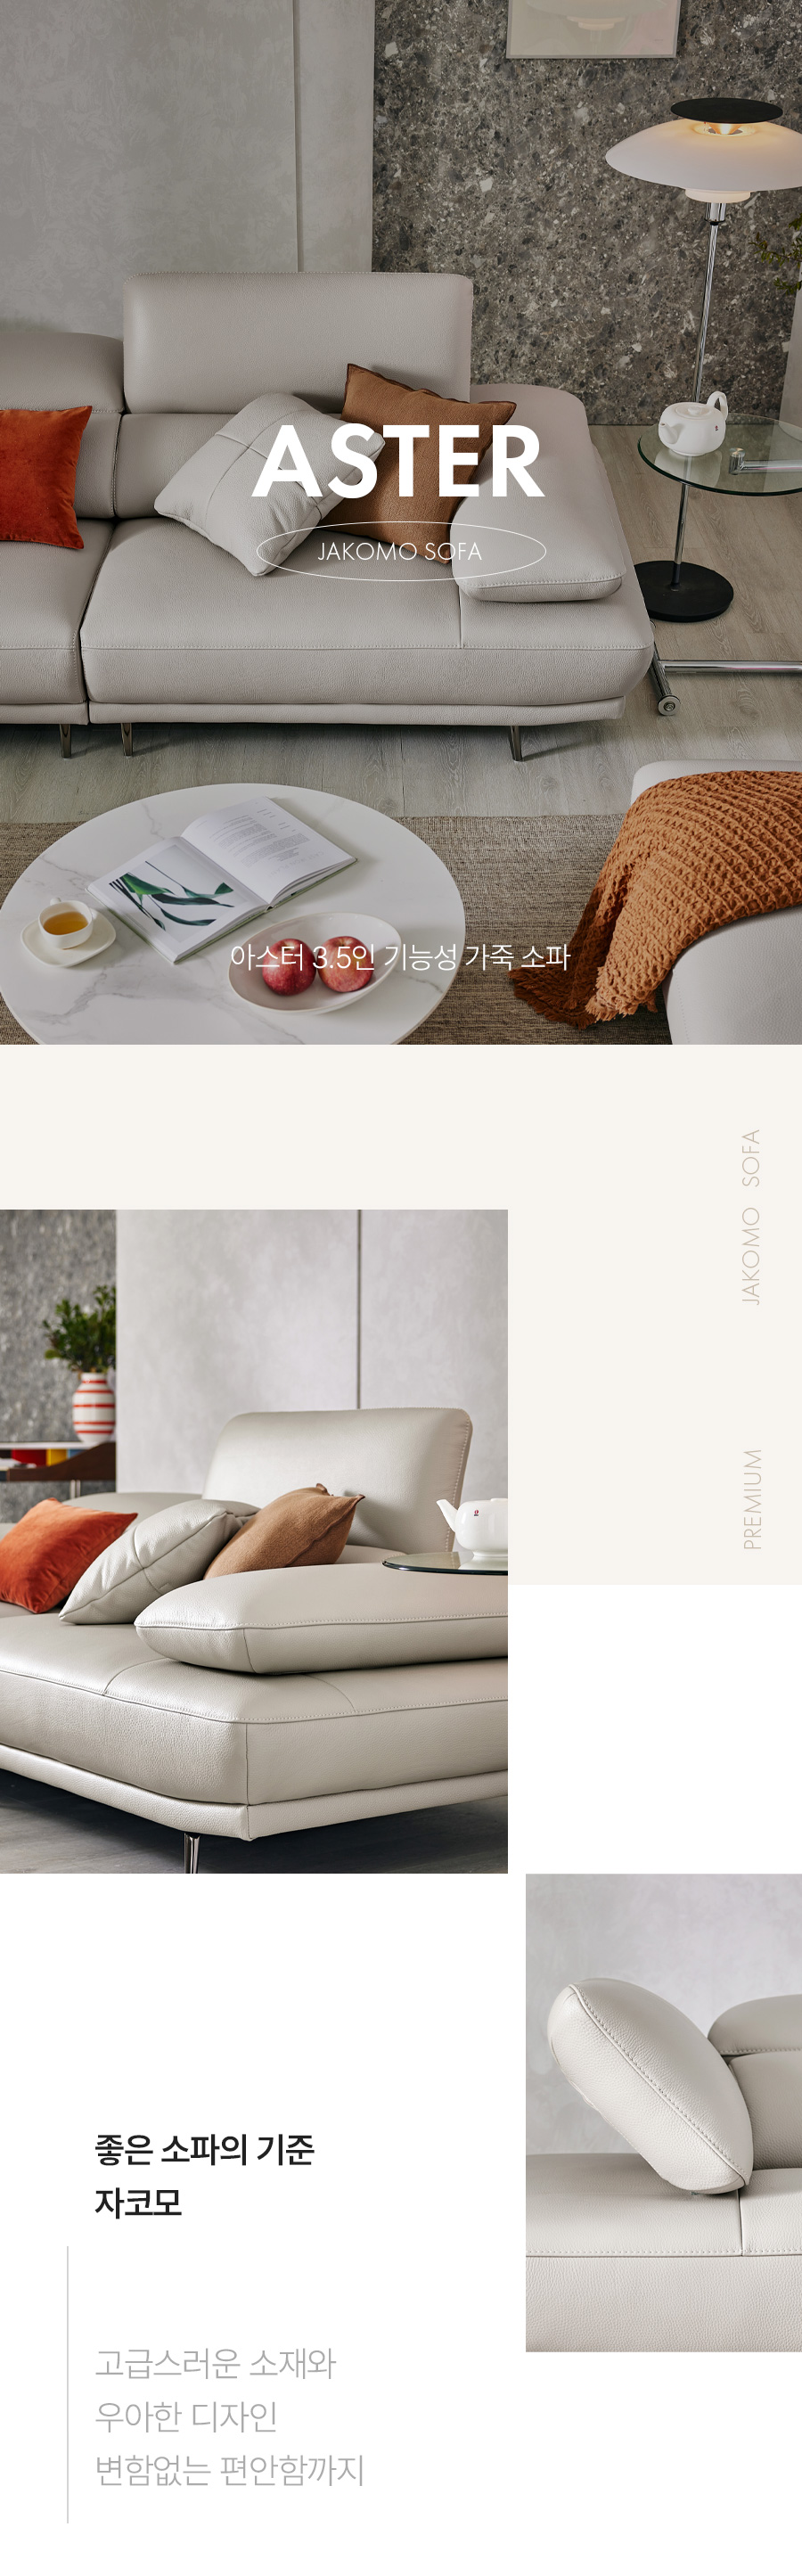 ASTER
JAKOMO SOFA
아스터 3.5인 기능성 가죽 소파
JAKOMO SOFA
PREMIUM
좋은 소파의 기준
자코모
고급스러운 소재와
우아한 디자인
변함없는 편안함까지